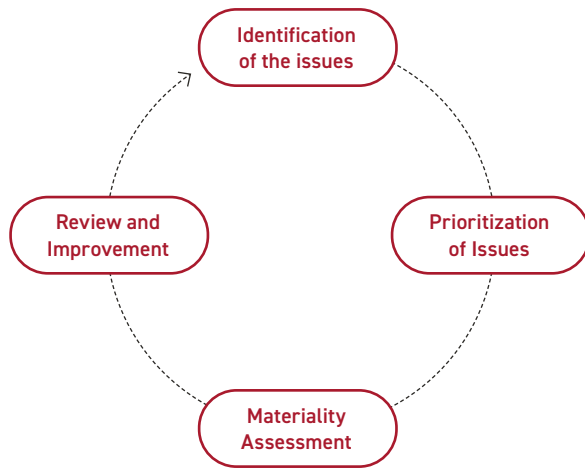 Identification
of the issues
Prioritization
of Issues
Materiality
Assessment
Review and
Improvement